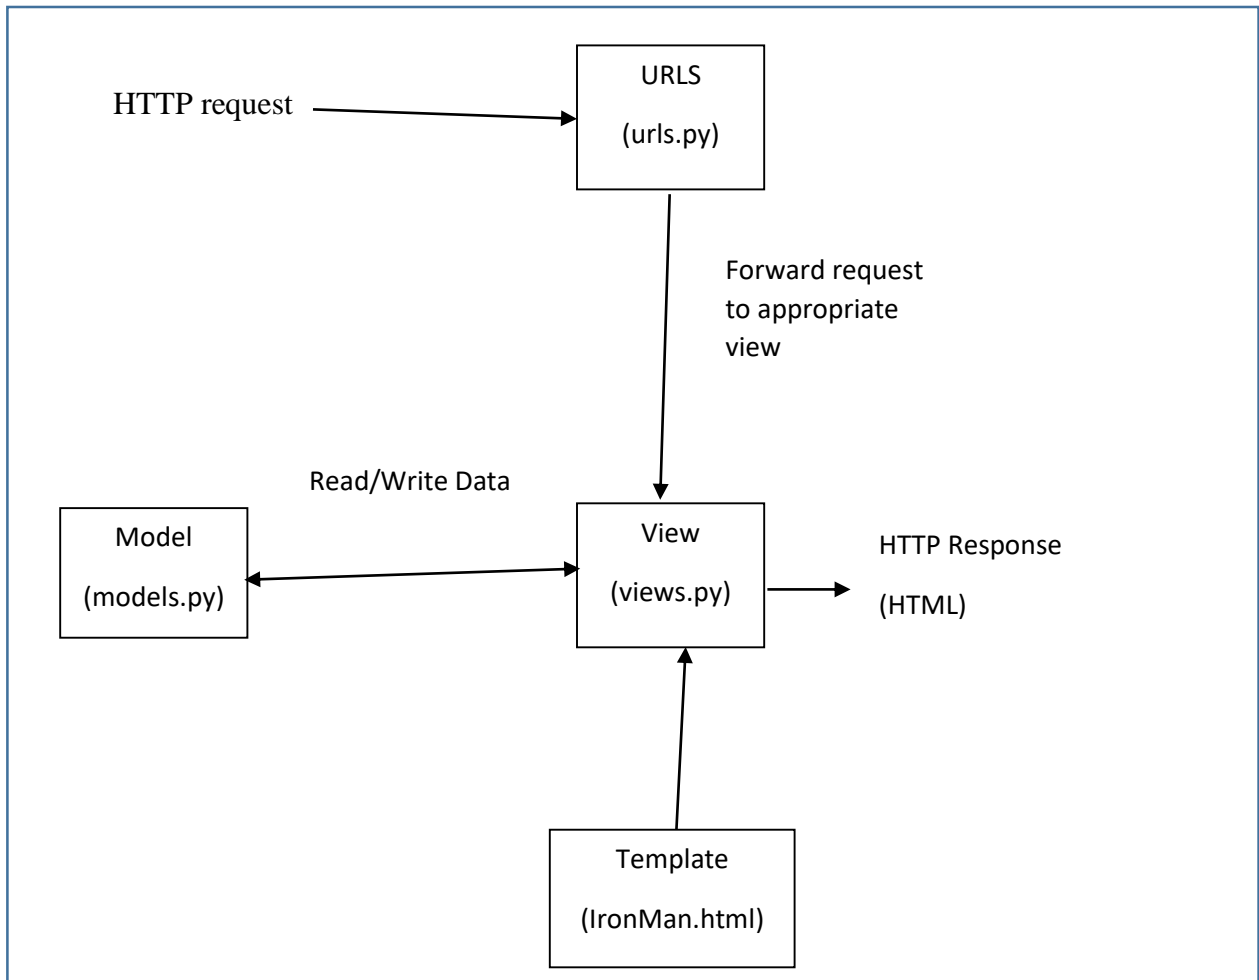 HTTP request
URLS
(urls.py)
Forward request
to appropriate
view
Read/Write Data
Model
(models.py)
View
(views.py)
HTTP Response
(HTML)
Template
(IronMan.html)